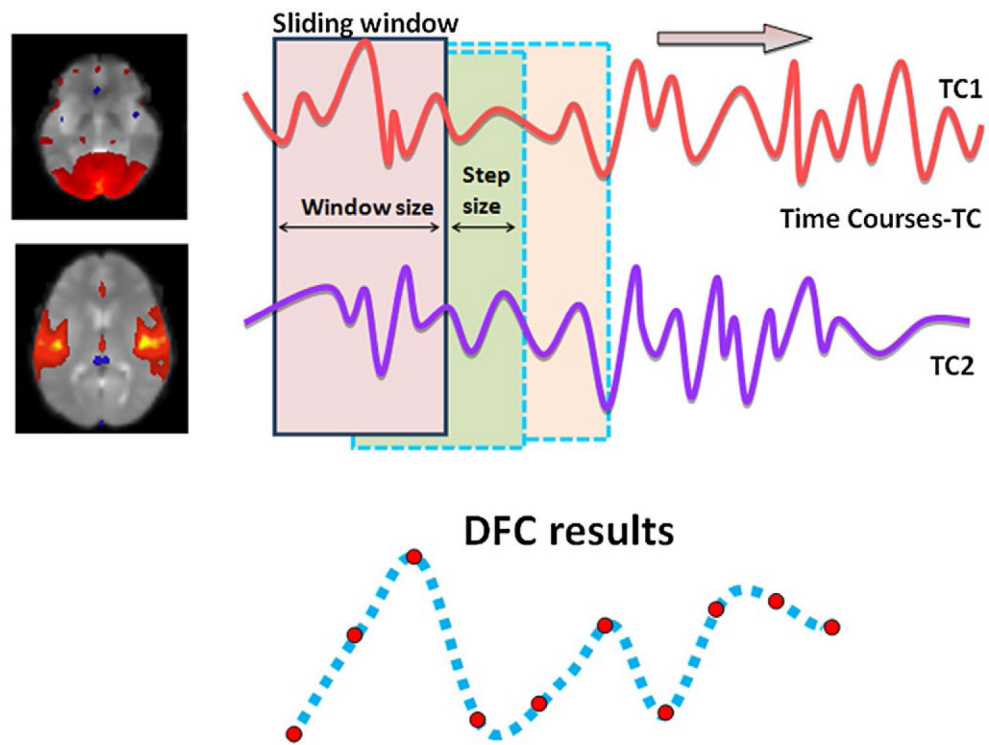 Sliding window
TC1
Step
size
Window size
Time Courses-TC
TC2
DFC results